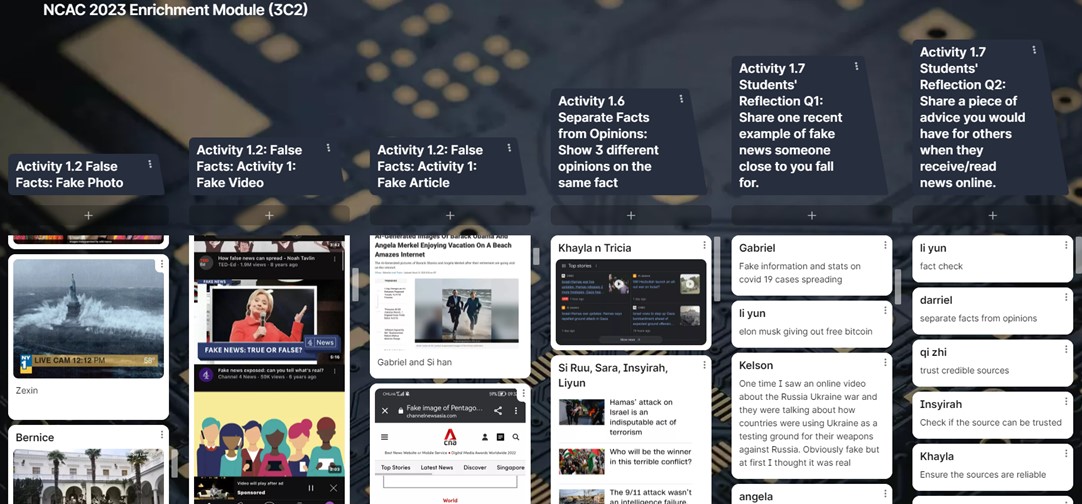 NCAC 2023 Enrichment Module (3C2)
Activity 1.2 False
Facts: Fake Photo
Zexin
Bernice
LIVE CAM 12:12 PM
58°
NY
1
Activity 1.2: False
Facts: Activity 1:
Fake Video
How false news can spread - Noah Tavlin
TED-Ed · 1.9M views · 8 years ago
FAKE NEWS
FAKE NEWS: TRUE OR FALSE?
4 News
Fake news exposed: can you tell what's real?
Channel 4 News · 59K views · 6 years ago
Video will play after ad
Sponsored
Activity 1.2: False
Facts: Activity 1:
Fake Article
AI-Generated Images Of Barack Obama And
Angela Merkel Enjoying Vacation On A Beach
Amazes Internet
Gabriel and Si han
Fake image of Pentago...
channelnewsasia.com
cna
Top Stories
Latest News
Discover
Singapore
World
Activity 1.6
Separate Facts
from Opinions:
Show 3 different
opinions on the
same fact
Khayla n Tricia
Top stories
Si Ruu, Sara, Insyirah,
Liyun
Hamas' attack on
Israel is an
indisputable act of
terrorism
Who will be the winner
in this terrible conflict?
The 9/11 attack wasn't
an intelligence failure.
Activity 1.7
Students'
Reflection Q1:
Share one recent
example of fake
news someone
close to you fall
for.
Gabriel
Fake information and stats on
covid 19 cases spreading
li yun
elon musk giving out free bitcoin
Kelson
One time I saw an online video
about the Russia Ukraine war and
they were talking about how
countries were using Ukraine as a
testing ground for their weapons
against Russia. Obviously fake but
at first I thought it was real
angela
Activity 1.7
Students'
Reflection Q2:
Share a piece of
advice you would
have for others
when they
receive/read
news online.
li yun
fact check
darriel
separate facts from opinions
qi zhi
trust credible sources
Insyirah
Check if the source can be trusted
Khayla
Ensure the sources are reliable